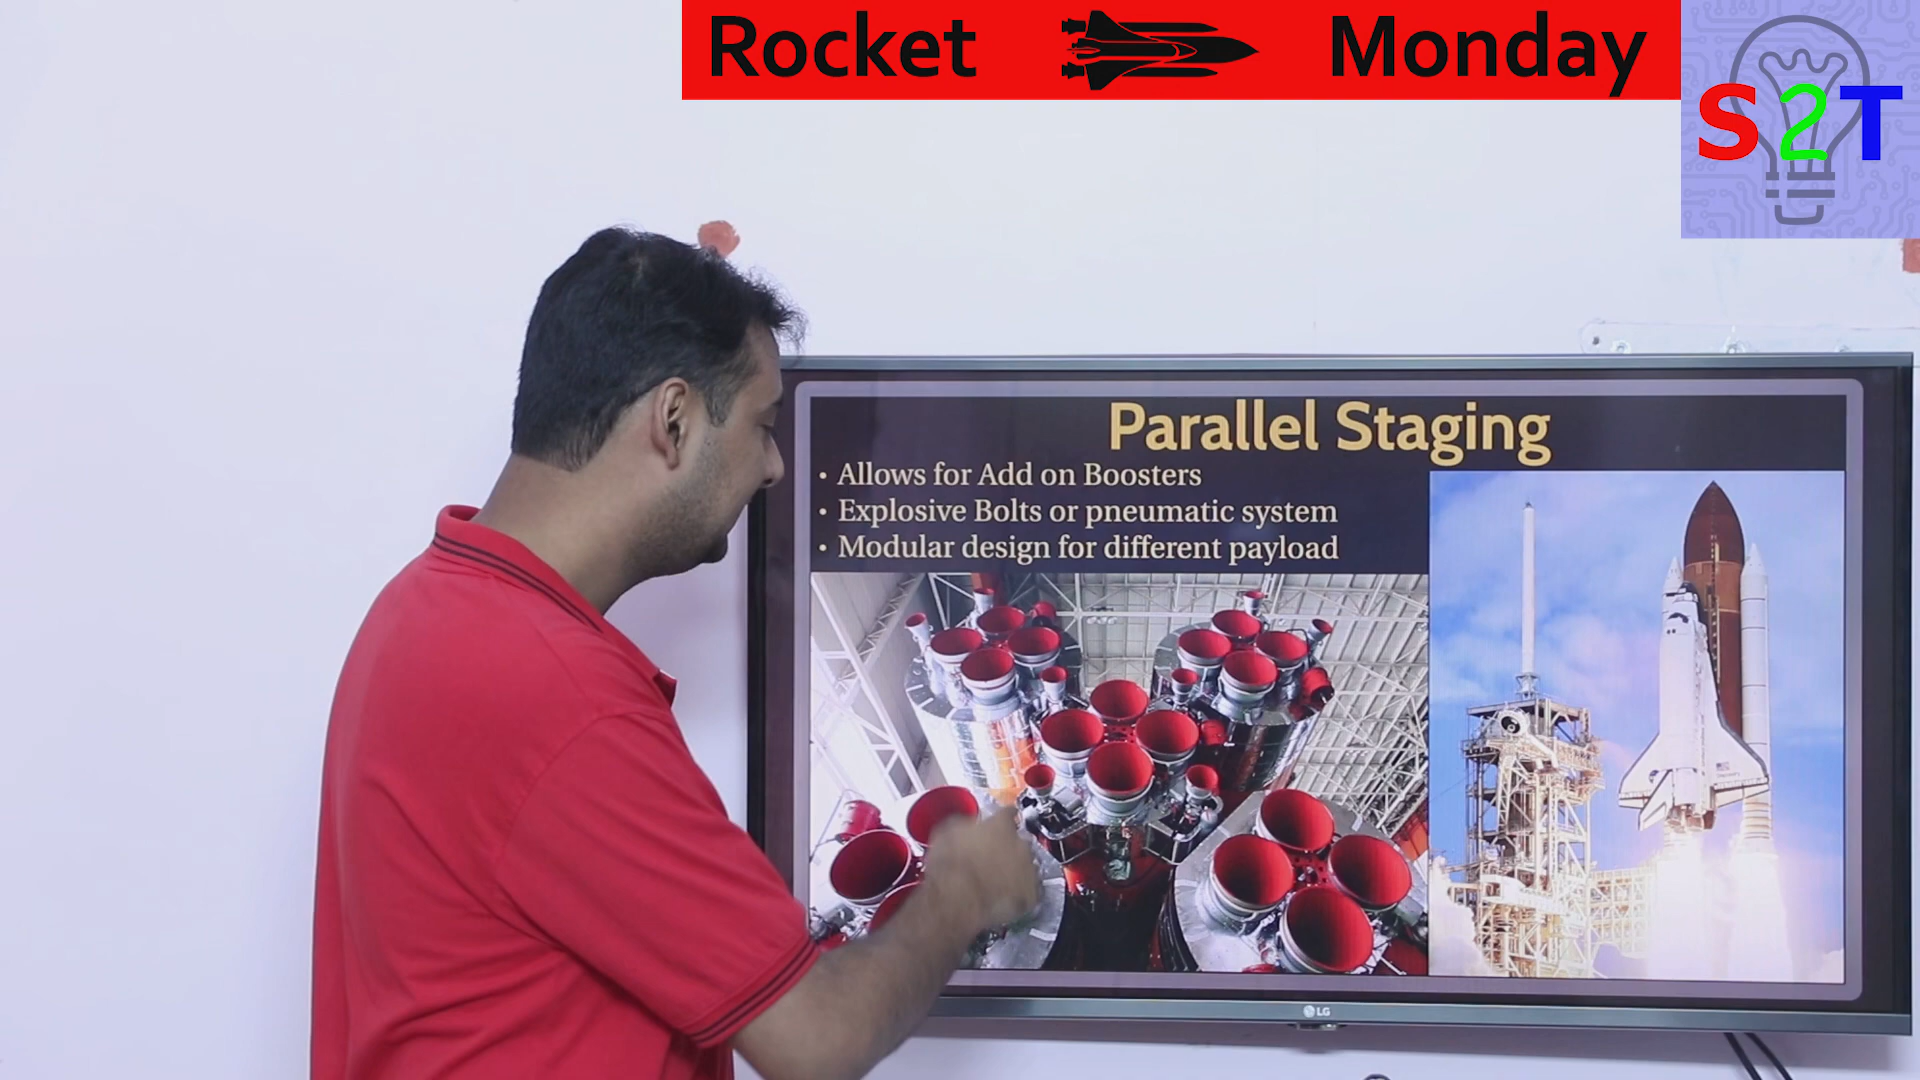 Rocket Monday
S2T
Parallel Staging
• Allows for Add on Boosters
• Explosive Bolts or pneumatic system
• Modular design for different payload
LG